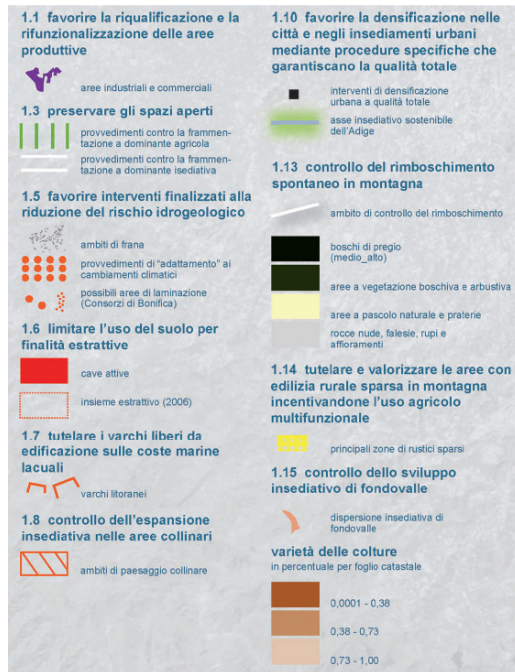 1.1 favorire la riqualificazione e la
rifunzionalizzazione delle aree
produttive
aree industriali e commerciali
1.3 preservare gli spazi aperti
provvedimenti contro la frammen-
tazione a dominante agricola
provvedimenti contro la frammen-
tazione a dominante isediativa
1.5 favorire interventi finalizzati alla
riduzione del rischio idrogeologico
ambiti di frana
provvedimenti di “adattamento” ai
cambiamenti climatici
possibili aree di laminazione
(Consorzi di Bonifica)
1.6 limitare l’uso del suolo per
finalità estrattive
cave attive
insieme estrattivo (2006)
1.7 tutelare i varchi liberi da
edificazione sulle coste marine
lacuali
varchi litoranei
1.8 controllo dell’espansione
insediativa nelle aree collinari
ambiti di paesaggio collinare
1.10 favorire la densificazione nelle
città e negli insediamenti urbani
mediante procedure specifiche che
garantiscano la qualità totale
interventi di densificazione
urbana a qualità totale
asse insediativo sostenibile
dell’Adige
1.13 controllo del rimboschimento
spontaneo in montagna
ambito di controllo del rimboschimento
boschi di pregio
(medio_alto)
aree a vegetazione boschiva e arbustiva
aree a pascolo naturale e praterie
rocce nude, falesie, rupi e
affioramenti
1.14 tutelare e valorizzare le aree con
edilizia rurale sparsa in montagna
incentivandone l’uso agricolo
multifunzionale
principali zone di rustici sparsi
1.15 controllo dello sviluppo
insediativo di fondovalle
dispersione insediativa di
fondovalle
varietà delle colture
in percentuale per foglio catastale
0,0001 - 0,38
0,38 - 0,73
0,73 - 1,00